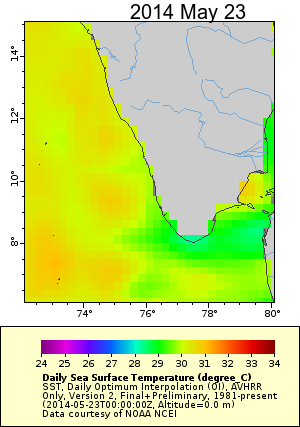 2014 May 23
14°
12°
10°
8°
74°
76°
78°
80°
24 25 26 27 28 29 30 31 32 33 34
Daily Sea Surface Temperature (degree_C)
SST, Daily Optimum Interpolation (OI), AVHRR
Only, Version 2, Final+Preliminary, 1981-present
(2014-05-23T00:00:00Z, Altitude=0.0 m)
Data courtesy of NOAA NCEI